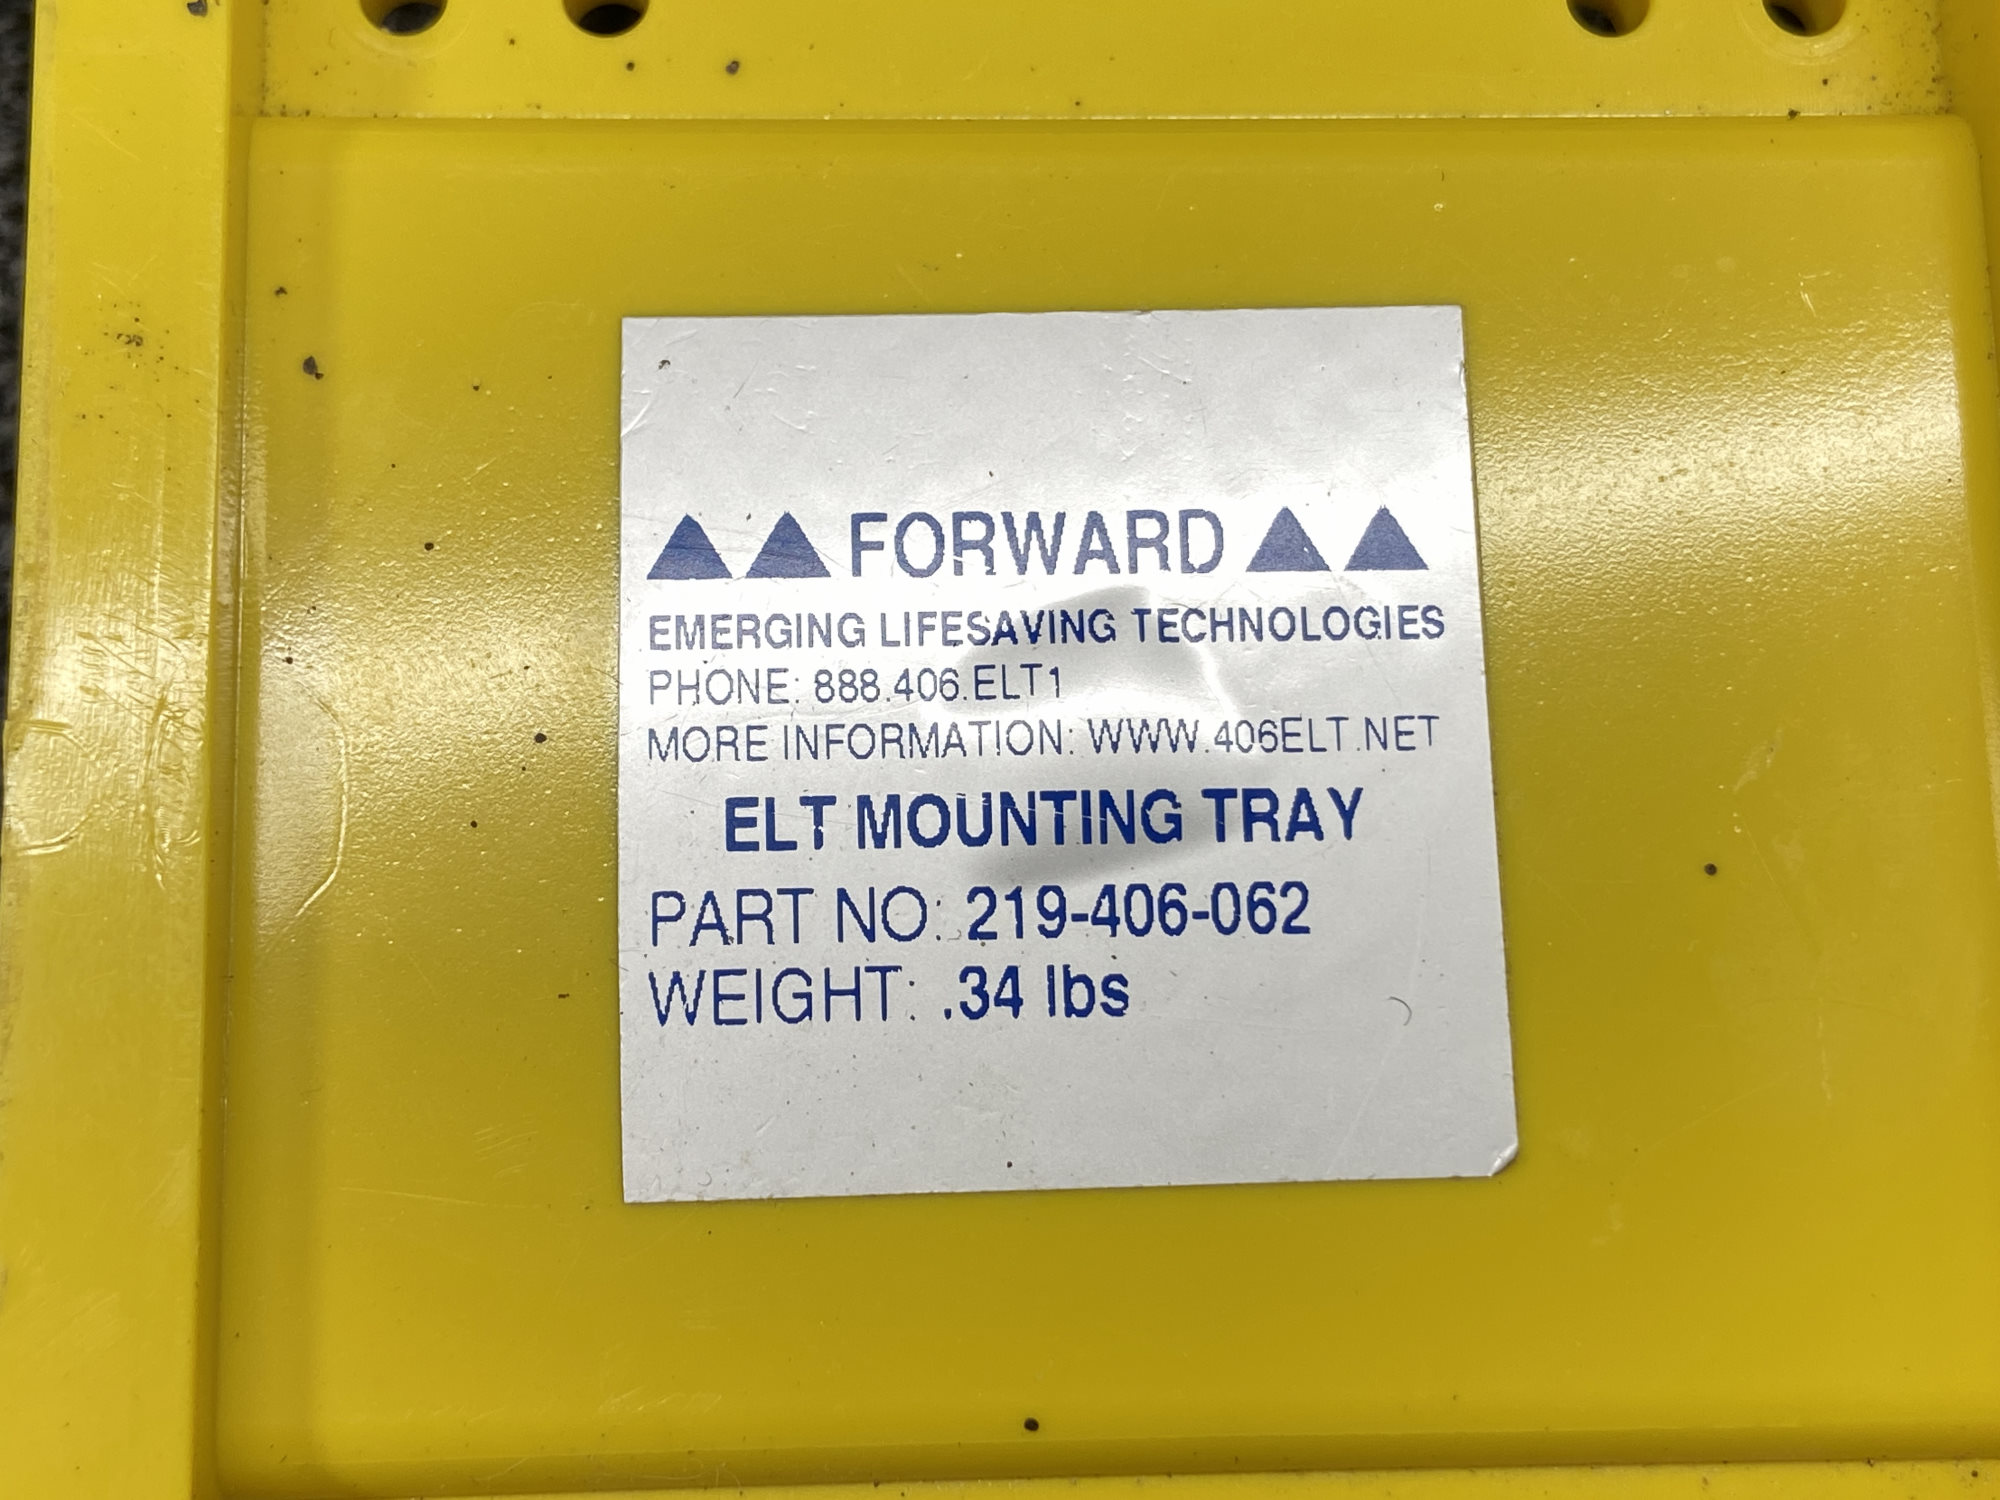 ▲▲FORWARD▲▲
EMERGING LIFESAVING TECHNOLOGIES
PHONE: 888.406.ELT1
MORE INFORMATION: WWW.406ELT.NET
ELT MOUNTING TRAY
PART NO: 219-406-062
WEIGHT: .34 lbs